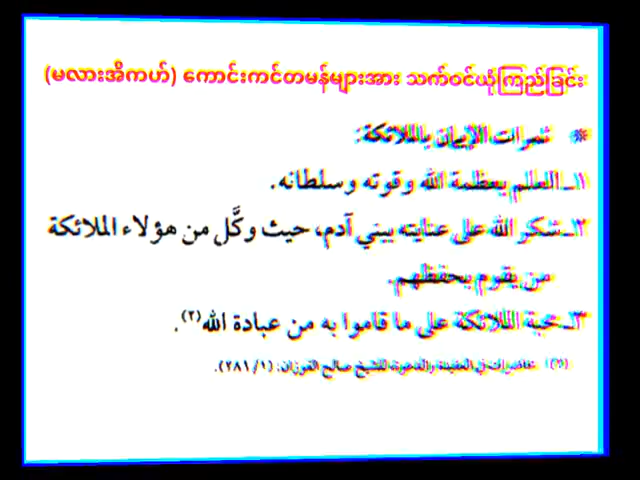 (မလားအိကဟ်) ကောင်းကင်တမန်များအား သက်ဝင်ယုံကြည်ခြင်း
* ثمرات الإيمان بالملائكة:
١ـ العلم بعظمة الله وقوته وسلطانه.
٢ـ شكر الله على عنايته ببني آدم، حيث وكَّل من هؤلاء الملائكة
من يقوم بحفظهم.
٣ـ محبة الملائكة على ما قاموا به من عبادة الله(٢).
(٢) محاضرات في العقيدة والدعوة للشيخ صالح الفوزان: (١/ ٢٨١).